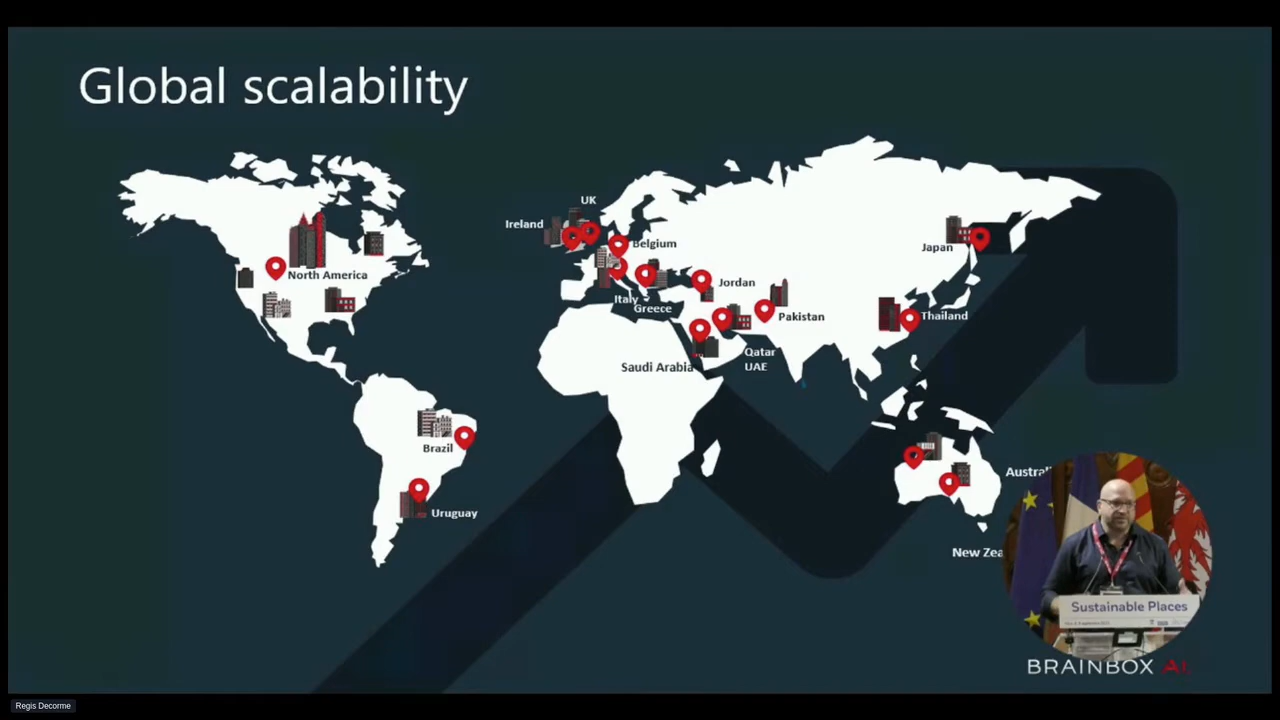 Global scalability
UK
Ireland
Belgium
North America
Italy
Greece
Jordan
Pakistan
Japan
Thailand
Saudi Arabia
Qatar
UAE
Brazil
Uruguay
Austral
New Zea
Sustainable Places
BRAINBOX AI
Regis Decorme